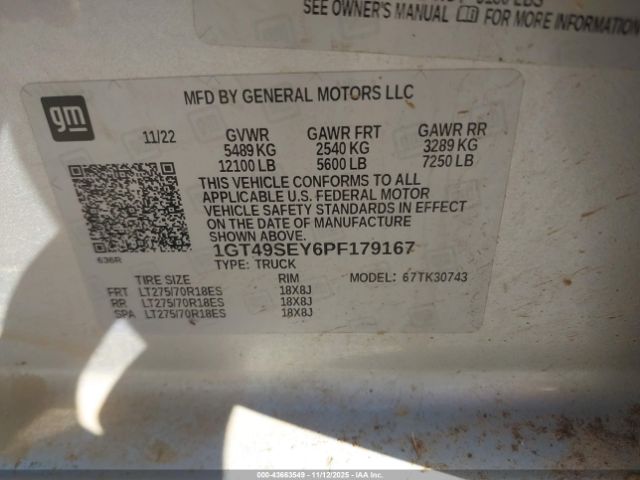 SEE OWNER'S MANUAL FOR MORE INFORMATION
gm
MFD BY GENERAL MOTORS LLC
11/22 GVWR GAWR FRT GAWR RR
5489 KG 2540 KG 3289 KG
12100 LB 5600 LB 7250 LB
THIS VEHICLE CONFORMS TO ALL
APPLICABLE U.S. FEDERAL MOTOR
VEHICLE SAFETY STANDARDS IN EFFECT
ON THE DATE OF MANUFACTURE
SHOWN ABOVE.
636R
1GT49SEY6PF179167
TYPE: TRUCK MODEL: 67TK30743
TIRE SIZE RIM
FRT LT275/70R18ES 18X8J
RR LT275/70R18ES 18X8J
SPA LT275/70R18ES 18X8J
000-43663549 - 11/12/2025 - IAAI.com